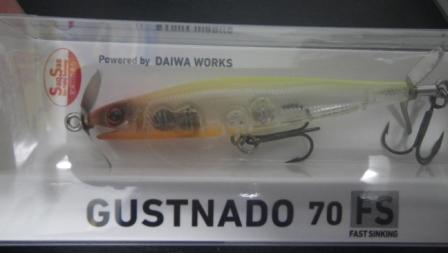 Powered by DAIWA WORKS
GUSTNADO 70 FS
FAST SINKING